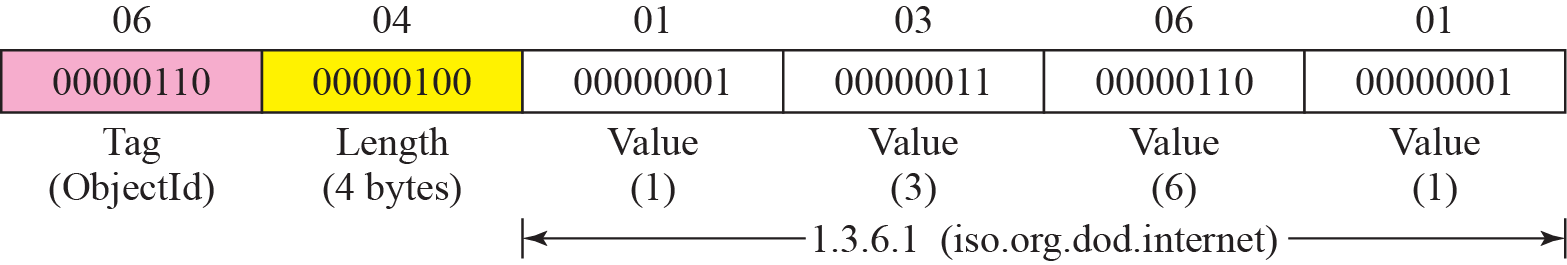 06 04 01 03 06 01
00000110 00000100 00000001 00000011 00000110 00000001
Tag Length Value Value Value Value
(ObjectId) (4 bytes) (1) (3) (6) (1)
1.3.6.1 (iso.org.dod.internet)